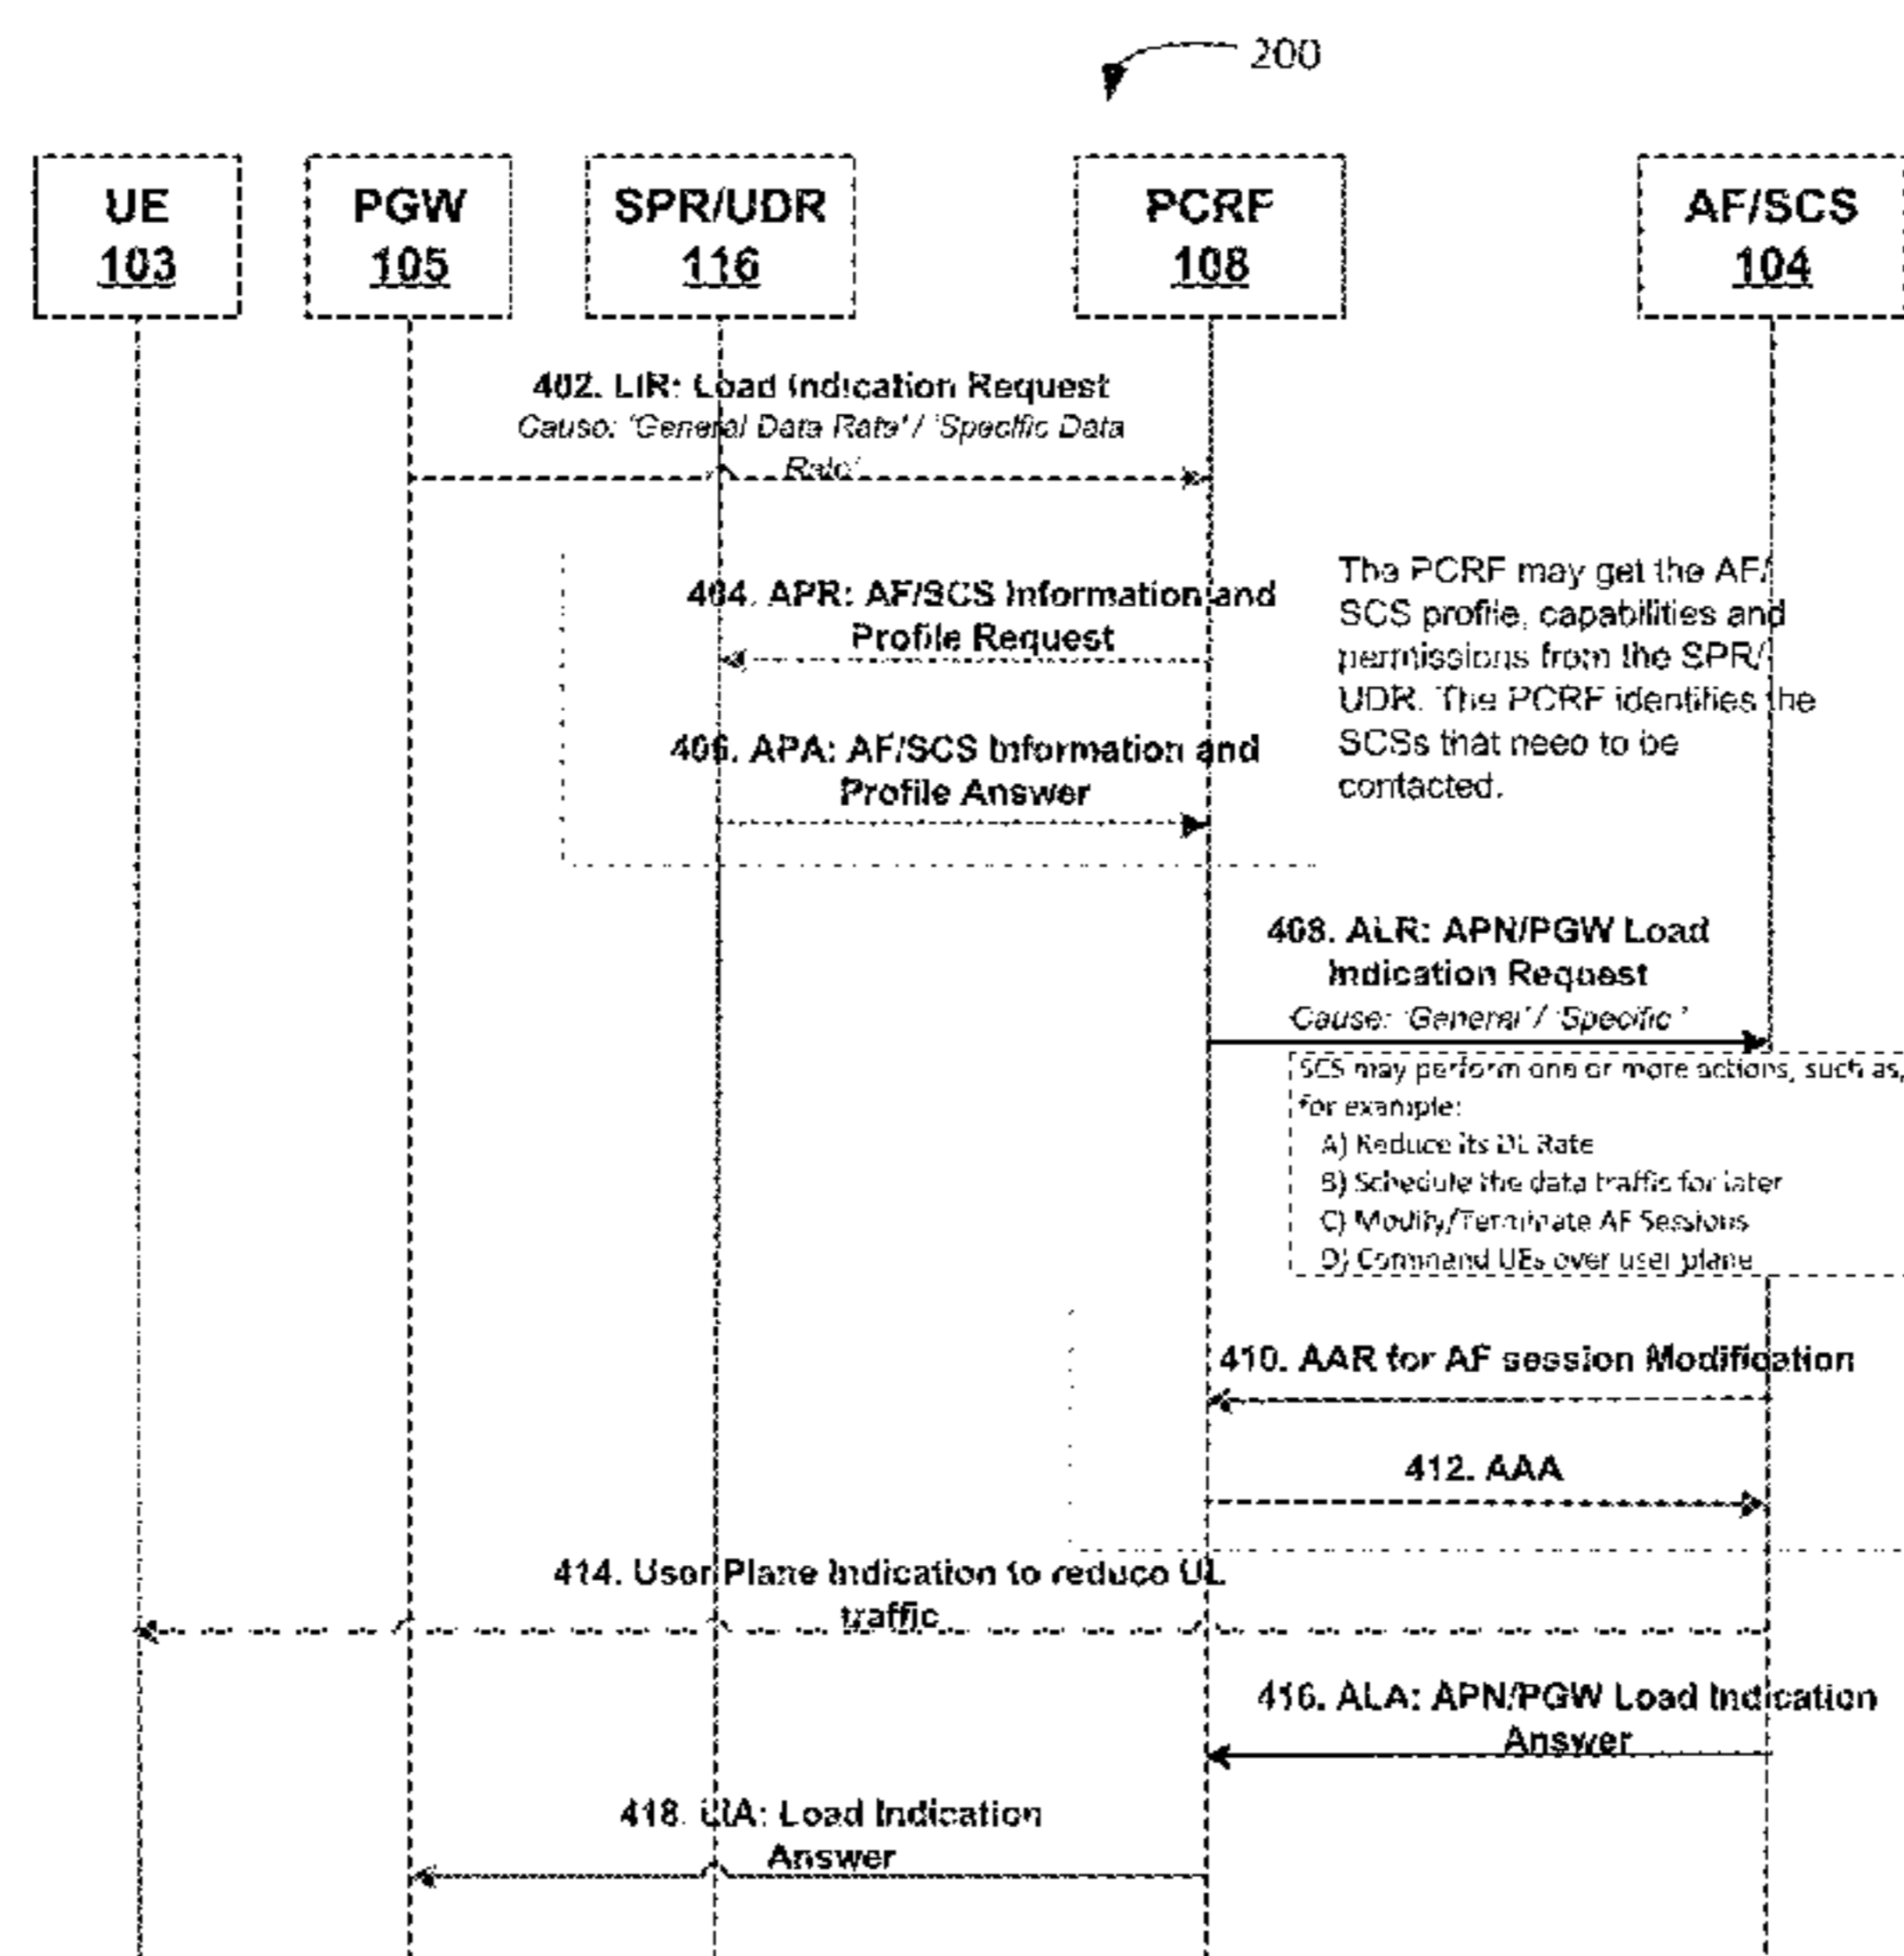 200
UE
103
PGW
105
SPR/UDR
116
PCRF
108
AF/SCS
104
402. LIR: Load Indication Request
Cause: 'General Data Rate' / 'Specific Data
Rate'
404. APR: AF/SCS Information and
Profile Request
The PCRF may get the AF/
SCS profile, capabilities and
permissions from the SPR/
UDR. The PCRF identifies the
SCSs that need to be
contacted.
406. APA: AF/SCS Information and
Profile Answer
408. ALR: APN/PGW Load
Indication Request
Cause: 'General' / 'Specific '
SCS may perform one or more actions, such as,
for example:
A) Reduce its DL Rate
B) Schedule the data traffic for later
C) Modify/Terminate AF Sessions
D) Command UEs over user plane
410. AAR for AF session Modification
412. AAA
414. User Plane Indication to reduce UL
traffic
416. ALA: APN/PGW Load Indication
Answer
418. LIA: Load Indication
Answer